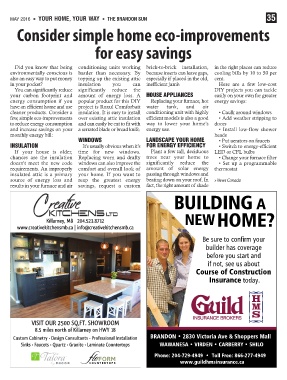 MAY 2016 • YOUR HOME, YOUR WAY • THE BRANDON SUN
35
Consider simple home eco-improvements
for easy savings
Did you know that being
environmentally conscious is
also an easy way to put money
in your pocket?
You can significantly reduce
your carbon footprint and
energy consumption if you
have an efficient home and use
appliances less. Consider a
few simple eco improvements
to reduce energy consumption
and increase savings on your
monthly energy bill:
INSULATION
If your house is older,
chances are the insulation
doesn't meet the new code
requirements. An improperly
insulated attic is a primary
source of energy loss and
results in your furnace and air
conditioning units working
harder than necessary. By
topping up the existing attic
insulation you can
significantly reduce the
amount of energy lost. A
popular product for this DIY
project is Roxul Comfortbatt
insulation. It is easy to install
over existing attic insulation
and can easily be cut to fit with
a serrated blade or bread knife.
WINDOWS
It's usually obvious when it's
time for new windows.
Replacing worn and drafty
windows can also improve the
comfort and overall look of
your home. If you want to
reap the greatest energy
savings, request a custom
brick-to-brick installation,
because inserts can leave gaps,
especially if placed in the old,
inefficient jamb.
HOUSE APPLIANCES
Replacing your furnace, hot
water tank, and air
conditioning unit with highly
efficient models is also a good
way to lower your home's
energy use.
LANDSCAPE YOUR HOME
FOR ENERGY EFFICIENCY
Plant a few tall, deciduous
trees near your home to
significantly reduce the
amount of solar energy
passing through windows and
beating down on your roof. In
fact, the right amount of shade
in the right places can reduce
cooling bills by 10 to 50 per
cent.
Here are a few low-cost
DIY projects you can tackle
easily on your own for greater
energy savings:
• Caulk around windows
• Add weather stripping to
doors
• Install low-flow shower
heads
• Put sensors on faucets
• Switch to energy efficient
LED or CFL bulbs
• Change your furnace filter
• Set up a programmable
thermostat
» News Canada
Creative
KITCHENS LTD
Killarney, MB 204.523.8712
www.creativekitchensmb.ca | info@creativekitchensmb.ca
VISIT OUR 2500 SQ.FT. SHOWROOM
8.5 miles north of Killarney on HWY 18
Custom Cabinetry · Design Consultants · Professional Installation
Sinks · Faucets · Quartz · Granite · Laminate Countertops
FORM
BUILDING A
NEW HOME?
Be sure to confirm your
builder has coverage
before you start and
if not, see us about
Course of Construction
Insurance today.
Guild
INSURANCE BROKERS
HMS
BRANDON • 2830 Victoria Ave & Shoppers Mall
WAWANESA • VIRDEN • CARBERRY • SHILO
Phone: 204-729-4949 • Toll Free: 866-277-4949
www.guildhmsinsurance.ca